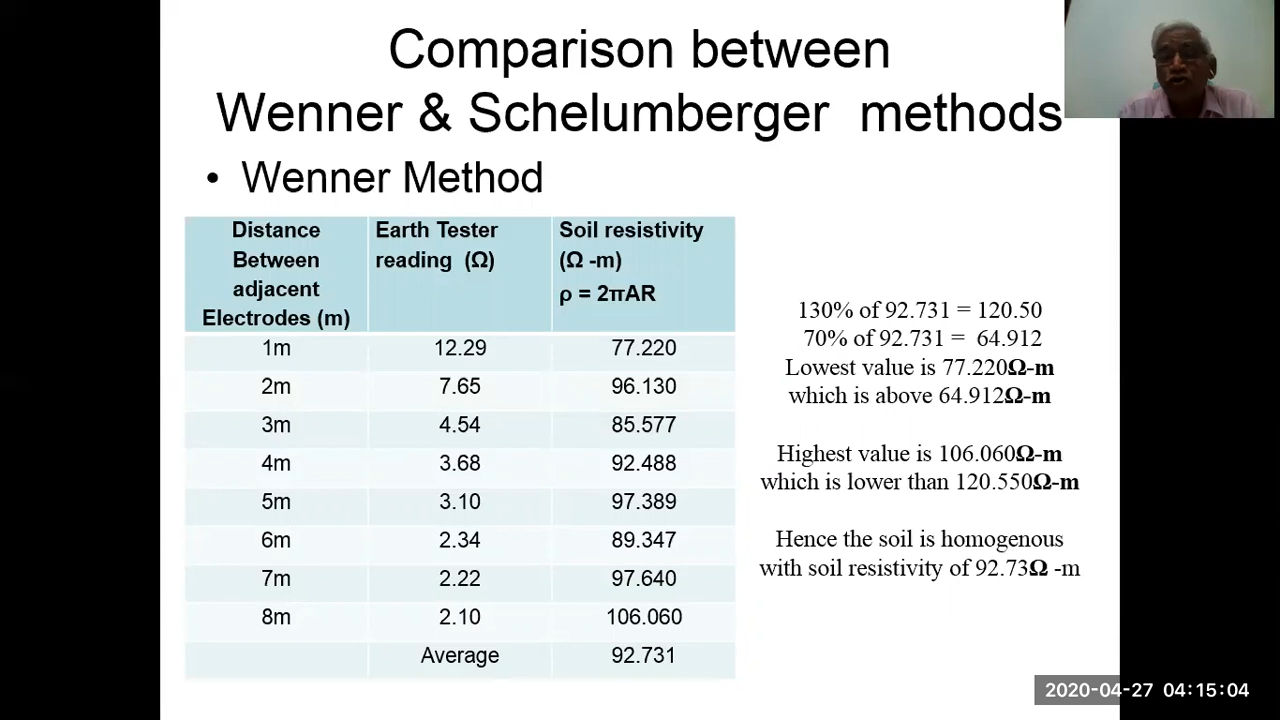 Comparison between
Wenner & Schelumberger methods
• Wenner Method
Distance
Between
adjacent
Electrodes (m)
Earth Tester
reading (Ω)
Soil resistivity
(Ω -m)
ρ = 2πAR
1m 12.29 77.220
2m 7.65 96.130
3m 4.54 85.577
4m 3.68 92.488
5m 3.10 97.389
6m 2.34 89.347
7m 2.22 97.640
8m 2.10 106.060
Average 92.731
130% of 92.731 = 120.50
70% of 92.731 = 64.912
Lowest value is 77.220Ω-m
which is above 64.912Ω-m
Highest value is 106.060Ω-m
which is lower than 120.550Ω-m
Hence the soil is homogenous
with soil resistivity of 92.73Ω -m
2020-04-27 04:15:04